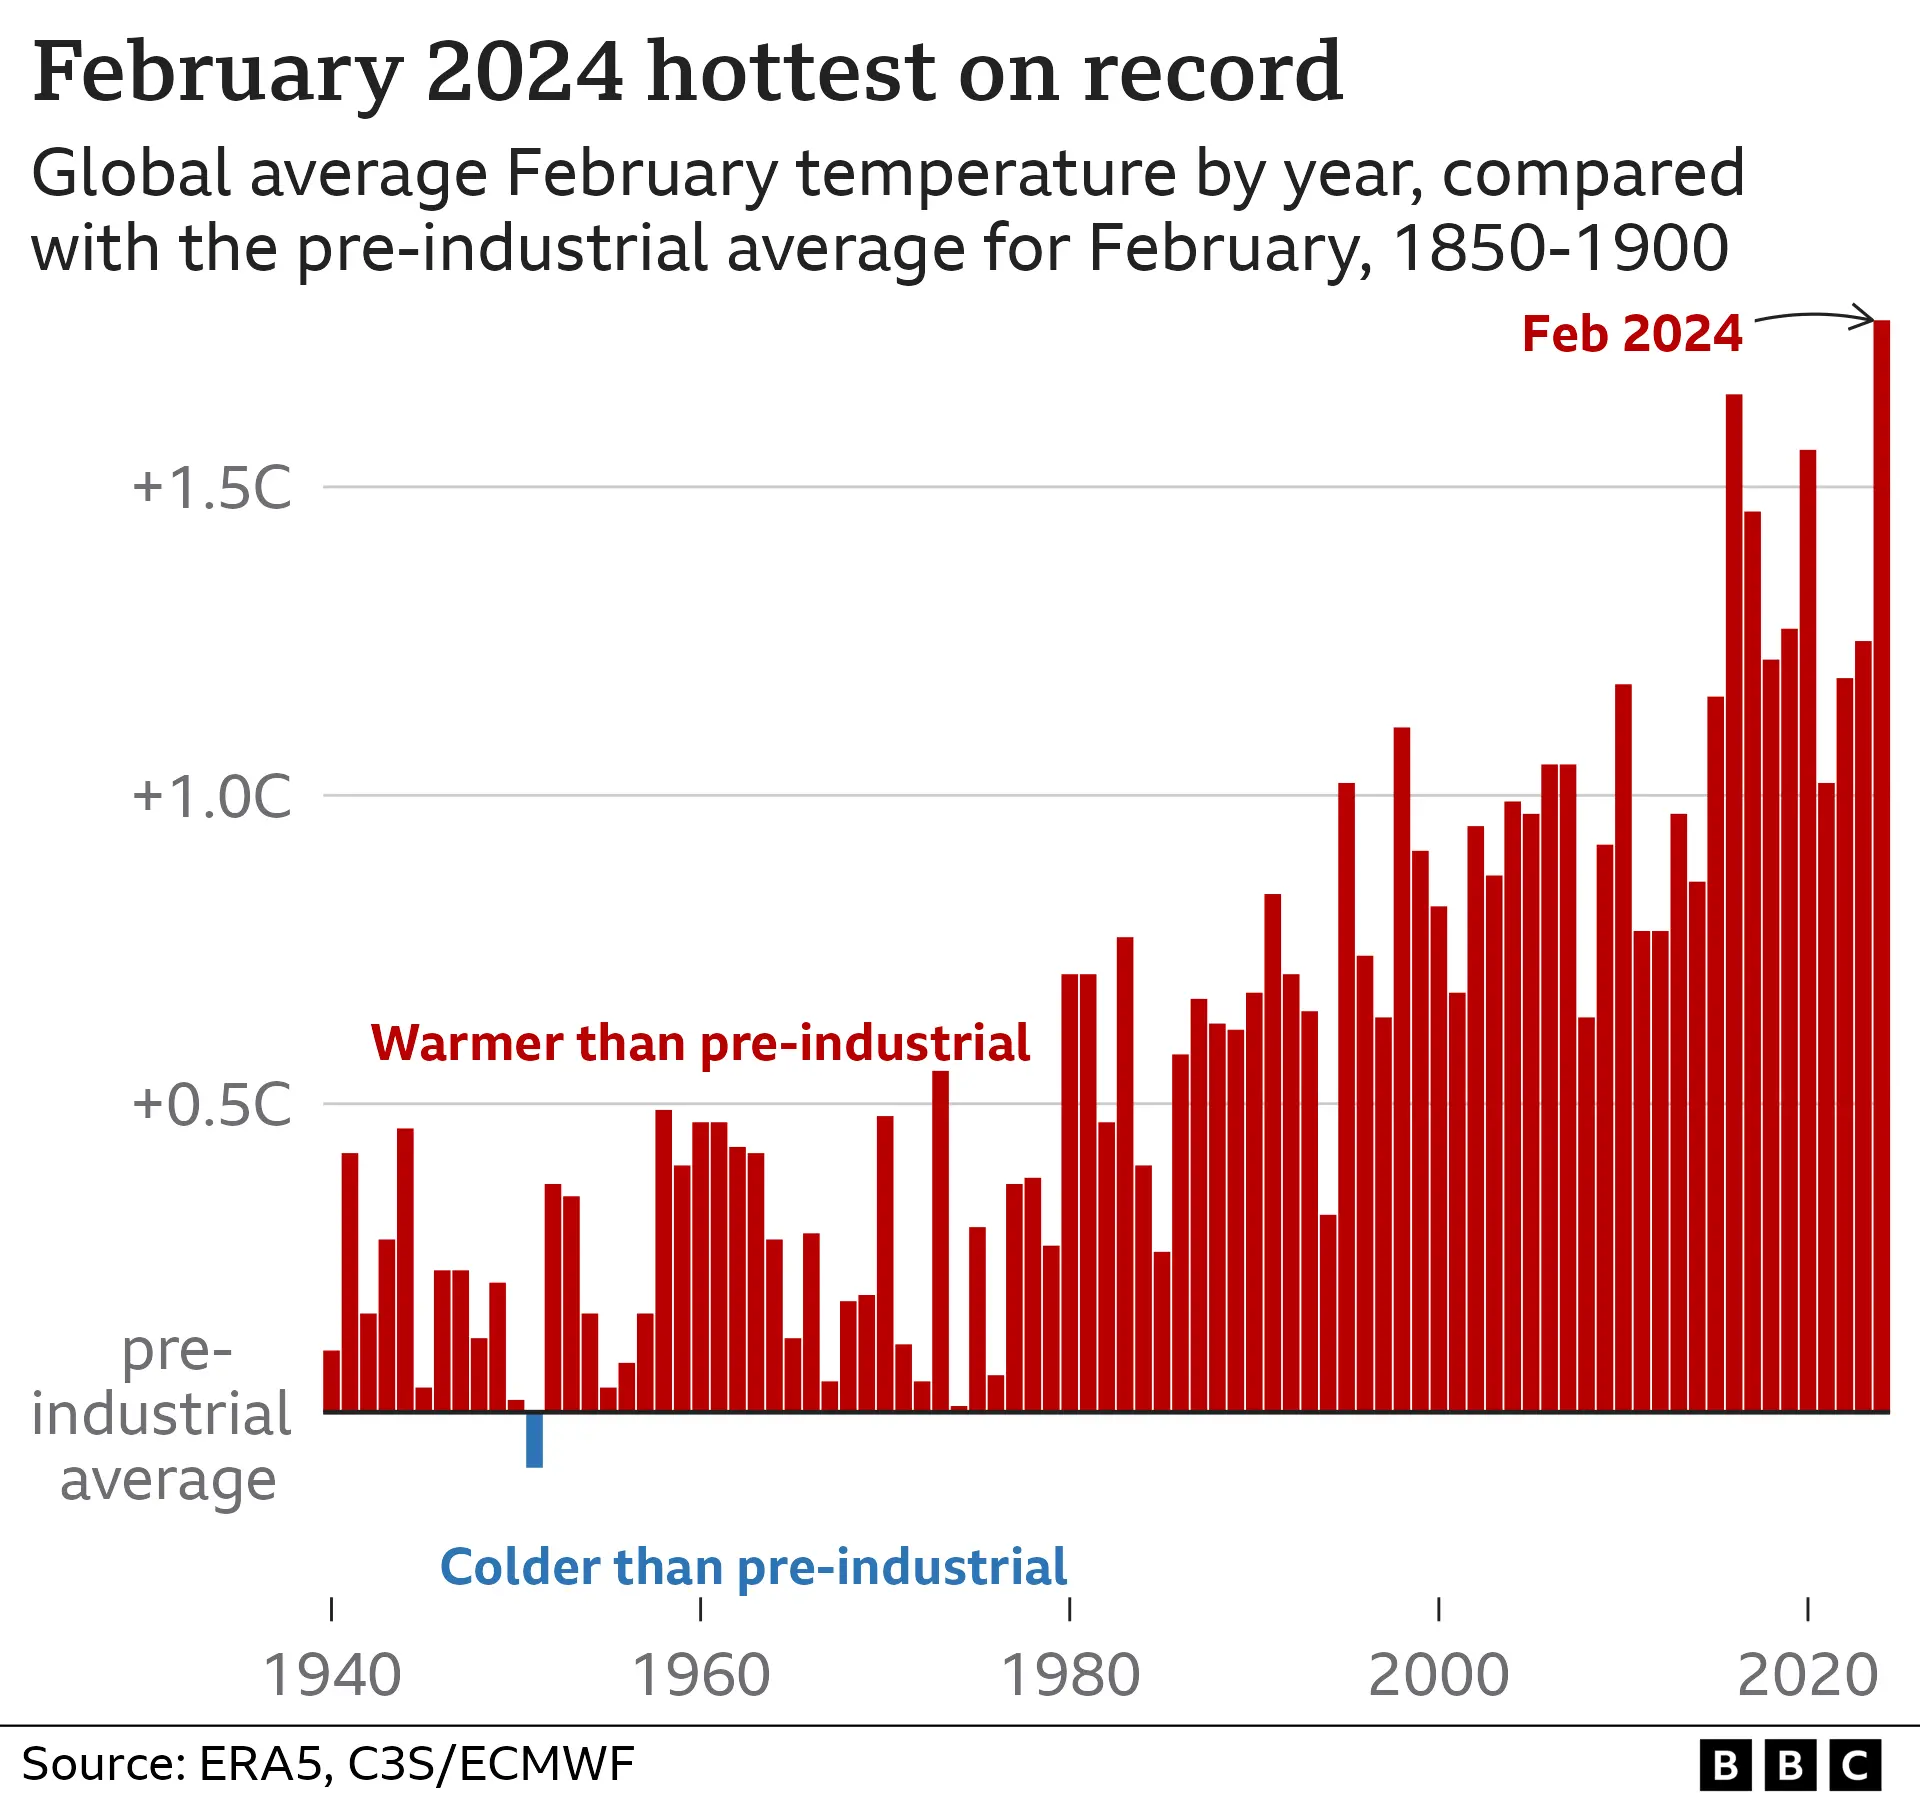 February 2024 hottest on record
Global average February temperature by year, compared
with the pre-industrial average for February, 1850-1900
Feb 2024
+1.5C
+1.0C
Warmer than pre-industrial
+0.5C
pre-
industrial
average
Colder than pre-industrial
1940 1960 1980 2000 2020
Source: ERA5, C3S/ECMWF
BBC